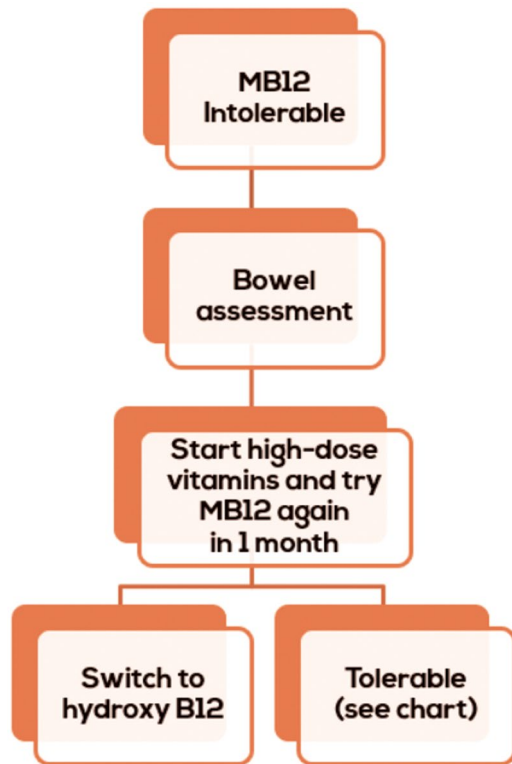 MB12
Intolerable
Bowel
assessment
Start high-dose
vitamins and try
MB12 again
in 1 month
Switch to
hydroxy B12
Tolerable
(see chart)